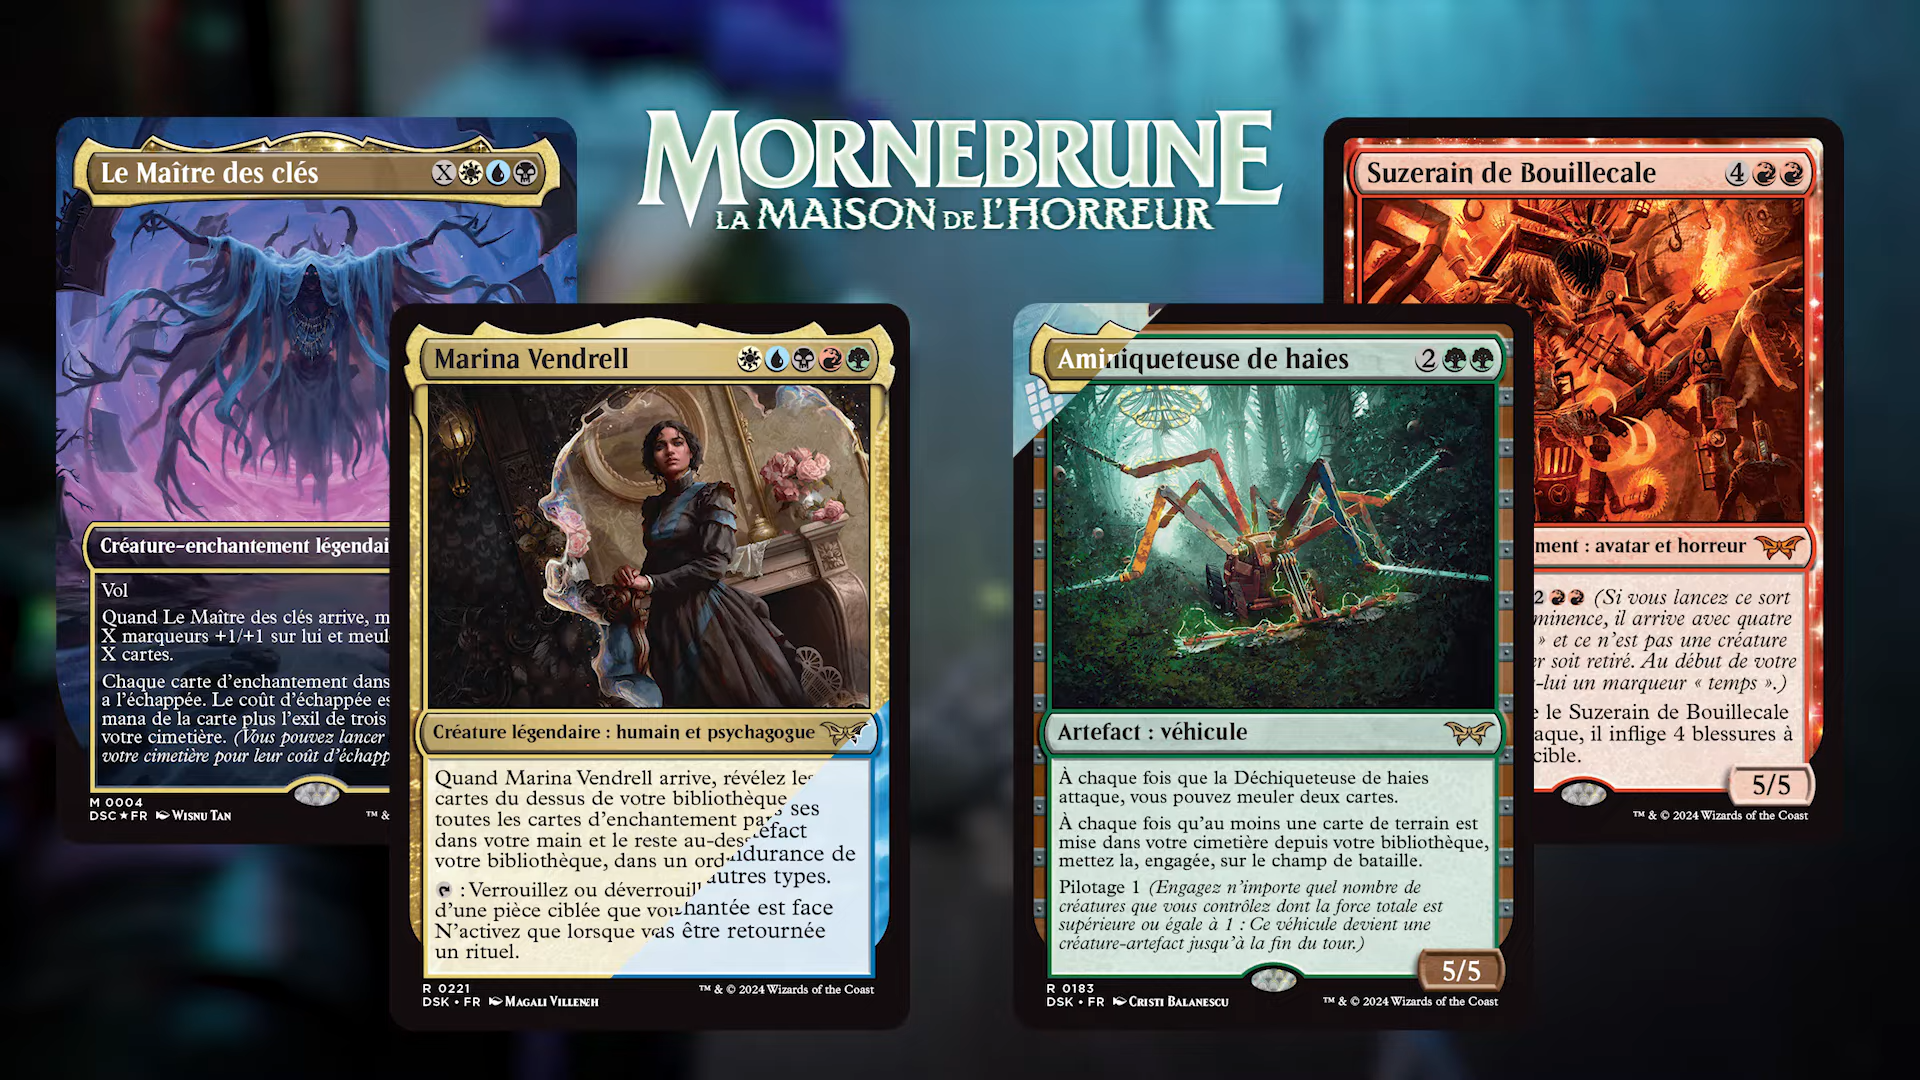 MORNEBRUNE
LA MAISON DE L'HORREUR
Le Maître des clés
X
Créature-enchantement légendai
Vol
Quand Le Maître des clés arrive, m
X marqueurs +1/+1 sur lui et meul
X cartes.
Chaque carte d'enchantement dans
a l'échappée. Le coût d'échappée es
mana de la carte plus l'exil de trois
votre cimetière. (Vous pouvez lancer
votre cimetière pour leur coût d'échapp
M 0004
DSC ★ FR WISNU TAN
™ &
Marina Vendrell
Créature légendaire : humain et psychagogue
Quand Marina Vendrell arrive, révélez les
cartes du dessus de votre bibliothèque
toutes les cartes d'enchantement par
dans votre main et le reste au-dess
votre bibliothèque, dans un ord
: Verrouillez ou déverrouill
d'une pièce ciblée que vou
N'activez que lorsque v
un rituel.
ses
efact
ndurance de
autres types.
hantée est face
as être retournée
R 0221
DSK • FR MAGALI VILLENEH
™ & © 2024 Wizards of the Coast
Aminiqueteuse de haies
2
Artefact : véhicule
À chaque fois que la Déchiqueteuse de haies
attaque, vous pouvez meuler deux cartes.
À chaque fois qu'au moins une carte de terrain est
mise dans votre cimetière depuis votre bibliothèque,
mettez la, engagée, sur le champ de bataille.
Pilotage 1 (Engagez n'importe quel nombre de
créatures que vous contrôlez dont la force totale est
supérieure ou égale à 1 : Ce véhicule devient une
créature-artefact jusqu'à la fin du tour.)
5/5
R 0183
DSK • FR CRISTI BALANESCU
™ & © 2024 Wizards of the Coast
Suzerain de Bouillecale
4
ment : avatar et horreur
2 (Si vous lancez ce sort
minence, il arrive avec quatre
» et ce n'est pas une créature
r soit retiré. Au début de votre
-lui un marqueur « temps ».)
e le Suzerain de Bouillecale
aque, il inflige 4 blessures à
cible.
5/5
™ & © 2024 Wizards of the Coast